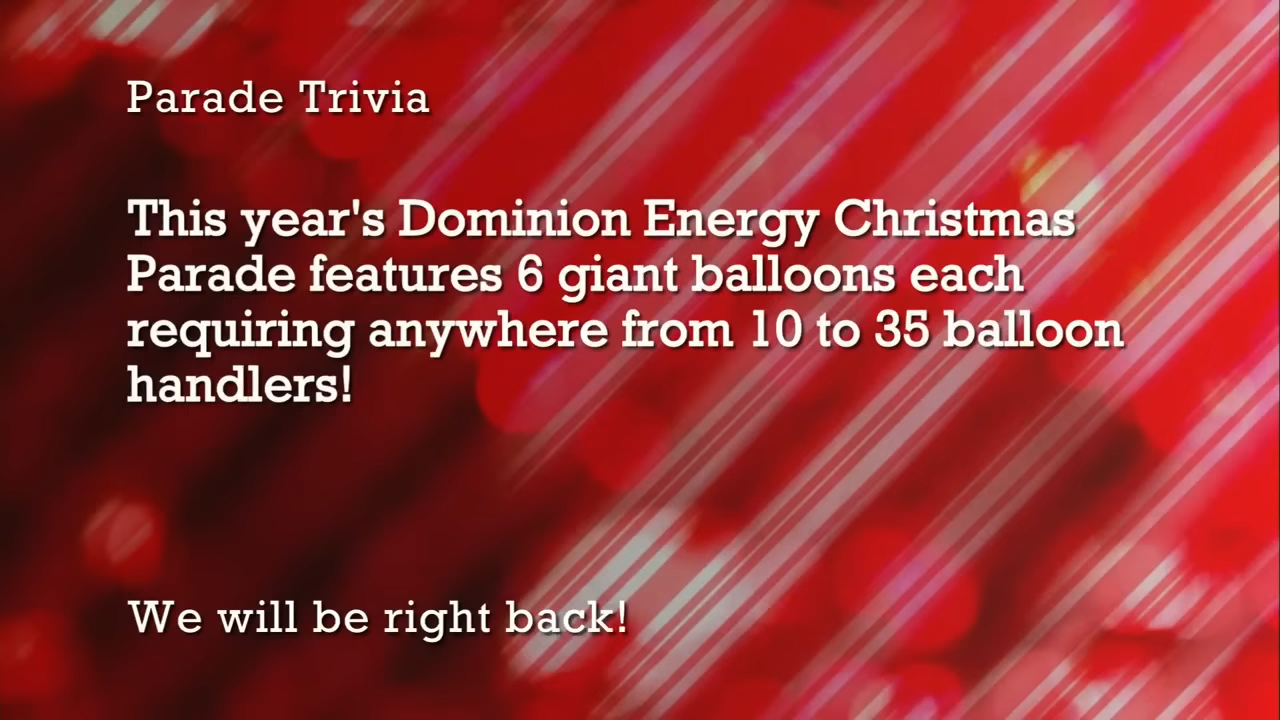 Parade Trivia
This year's Dominion Energy Christmas
Parade features 6 giant balloons each
requiring anywhere from 10 to 35 balloon
handlers!
We will be right back!